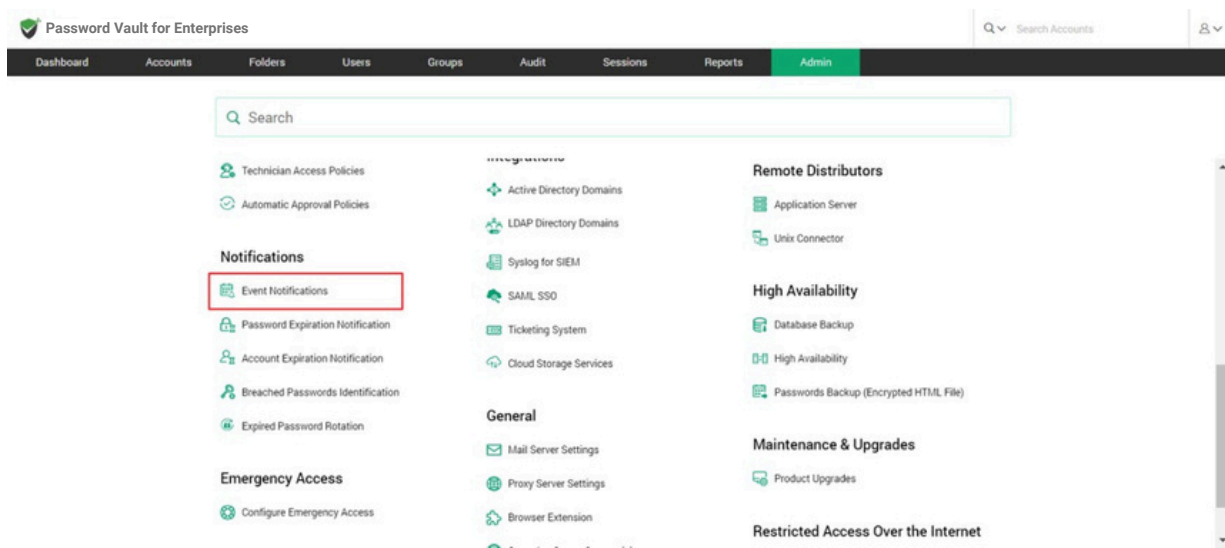 Password Vault for Enterprises
Search Accounts
Dashboard Accounts Folders Users Groups Audit Sessions Reports Admin
Search
Technician Access Policies
Automatic Approval Policies
Notifications
Event Notifications
Password Expiration Notification
Account Expiration Notification
Breached Passwords Identification
Expired Password Rotation
Emergency Access
Configure Emergency Access
Integrations
Active Directory Domains
LDAP Directory Domains
Syslog for SIEM
SAML SSO
Ticketing System
Cloud Storage Services
General
Mail Server Settings
Proxy Server Settings
Browser Extension
Remote Distributors
Application Server
Unix Connector
High Availability
Database Backup
High Availability
Passwords Backup (Encrypted HTML File)
Maintenance & Upgrades
Product Upgrades
Restricted Access Over the Internet